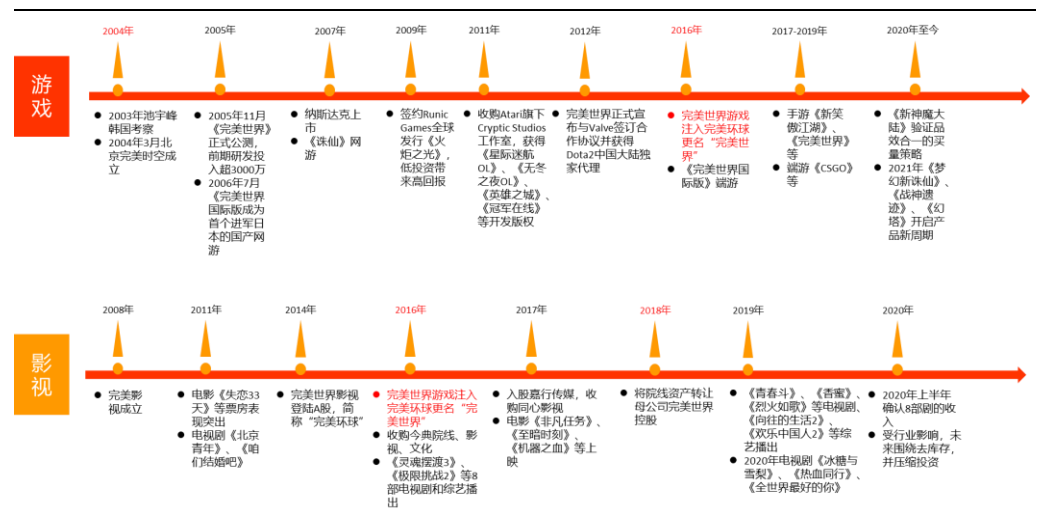 游
戏
2004年
2003年池宇峰
韩国考察
2004年3月北
京完美时空成
立
2005年
2005年11月
《完美世界》
正式公测，
前期研发投
入超3000万
2006年7月
《完美世界
国际版成为
首个进军日
本的国产网
游
2007年
纳斯达克上
市
《诛仙》网
游
2009年
签约Runic
Games全球
发行《火
炬之光》，
低投资带
来高回报
2011年
收购Atari旗下
Cryptic Studios
工作室，获得
《星际迷航
OL》、《无冬
之夜OL》、
《英雄之城》、
《冠军在线》
等开发版权
2012年
完美世界正式宣
布与Valve签订合
作协议并获得
Dota2中国大陆独
家代理
2016年
完美世界游戏
注入完美环球
更名“完美世
界”
《完美世界国
际版》端游
2017-2019年
手游《新笑
傲江湖》、
《完美世界》
等
端游《CSGO》
等
2020年至今
《新神魔大
陆》验证品
效合一的买
量策略
2021年《梦
幻新诛仙》、
《战神遗
迹》、《幻
塔》开启产
品新周期
影
视
2008年
完美影
视成立
2011年
电影《失恋33
天》等票房表
现突出
电视剧《北京
青年》、《咱
们结婚吧》
2014年
完美世界影视
登陆A股，简
称“完美环球”
2016年
完美世界游戏注入
完美环球更名“完
美世界”
收购今典院线、影
视、文化
《灵魂摆渡3》、
《极限挑战2》等8
部电视剧和综艺播
出
2017年
入股嘉行传媒，收
购同心影视
电影《非凡任务》、
《至暗时刻》、
《机器之血》等上
映
2018年
将院线资产转让
母公司完美世界
控股
2019年
《青春斗》、《香蜜》、
《烈火如歌》等电视剧、
《向往的生活2》、
《欢乐中国人2》等综
艺播出
2020年电视剧《冰糖与
雪梨》、《热血同行》、
《全世界最好的你》
2020年
2020年上半年
确认8部剧的收
入
受行业影响，未
来围绕去库存，
并压缩投资